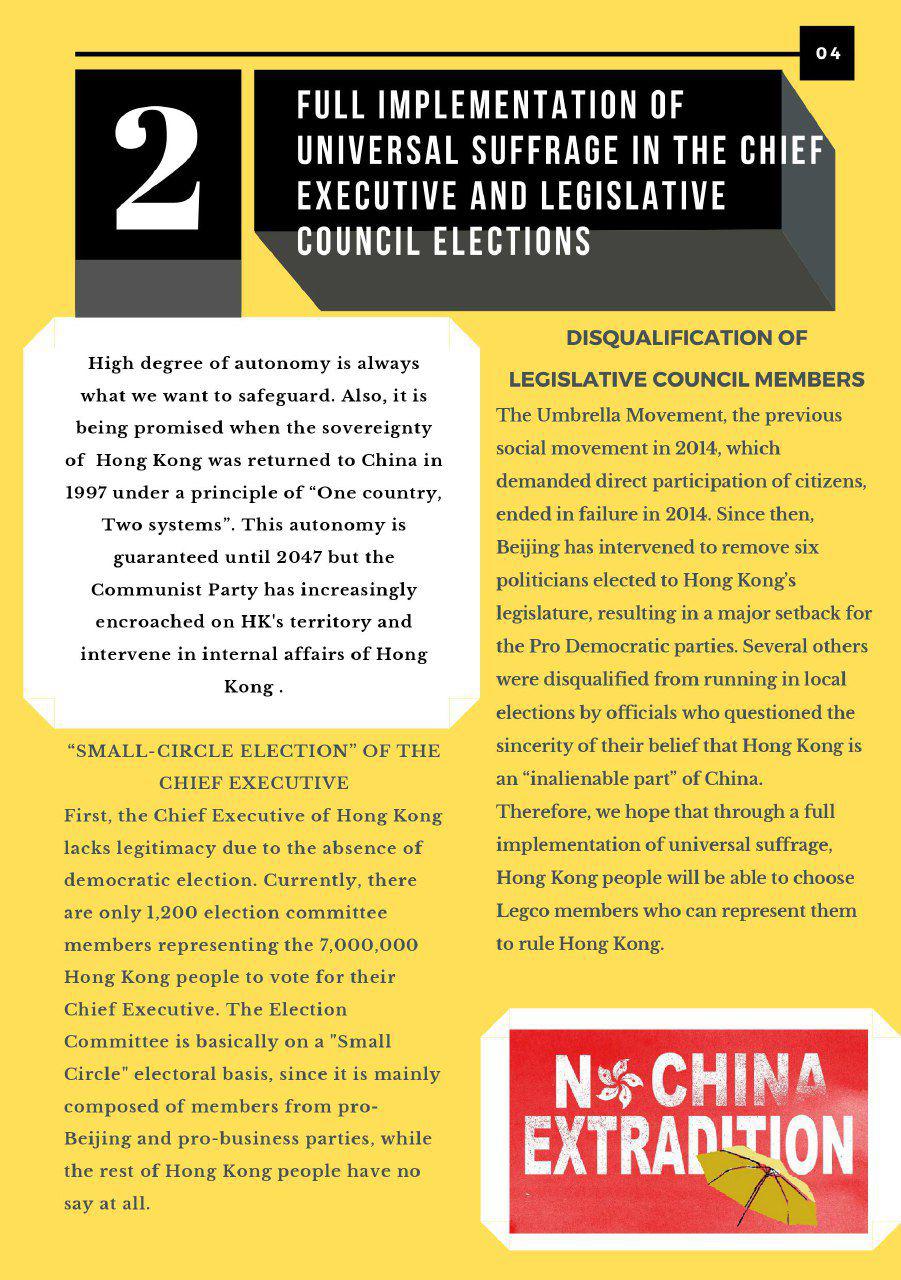 04
2
FULL IMPLEMENTATION OF
UNIVERSAL SUFFRAGE IN THE CHIEF
EXECUTIVE AND LEGISLATIVE
COUNCIL ELECTIONS
High degree of autonomy is always
what we want to safeguard. Also, it is
being promised when the sovereignty
of Hong Kong was returned to China in
1997 under a principle of “One country,
Two systems”. This autonomy is
guaranteed until 2047 but the
Communist Party has increasingly
encroached on HK's territory and
intervene in internal affairs of Hong
Kong .
“SMALL-CIRCLE ELECTION” OF THE
CHIEF EXECUTIVE
First, the Chief Executive of Hong Kong
lacks legitimacy due to the absence of
democratic election. Currently, there
are only 1,200 election committee
members representing the 7,000,000
Hong Kong people to vote for their
Chief Executive. The Election
Committee is basically on a "Small
Circle" electoral basis, since it is mainly
composed of members from pro-
Beijing and pro-business parties, while
the rest of Hong Kong people have no
say at all.
DISQUALIFICATION OF
LEGISLATIVE COUNCIL MEMBERS
The Umbrella Movement, the previous
social movement in 2014, which
demanded direct participation of citizens,
ended in failure in 2014. Since then,
Beijing has intervened to remove six
politicians elected to Hong Kong’s
legislature, resulting in a major setback for
the Pro Democratic parties. Several others
were disqualified from running in local
elections by officials who questioned the
sincerity of their belief that Hong Kong is
an “inalienable part” of China.
Therefore, we hope that through a full
implementation of universal suffrage,
Hong Kong people will be able to choose
Legco members who can represent them
to rule Hong Kong.
NO CHINA
EXTRADITION